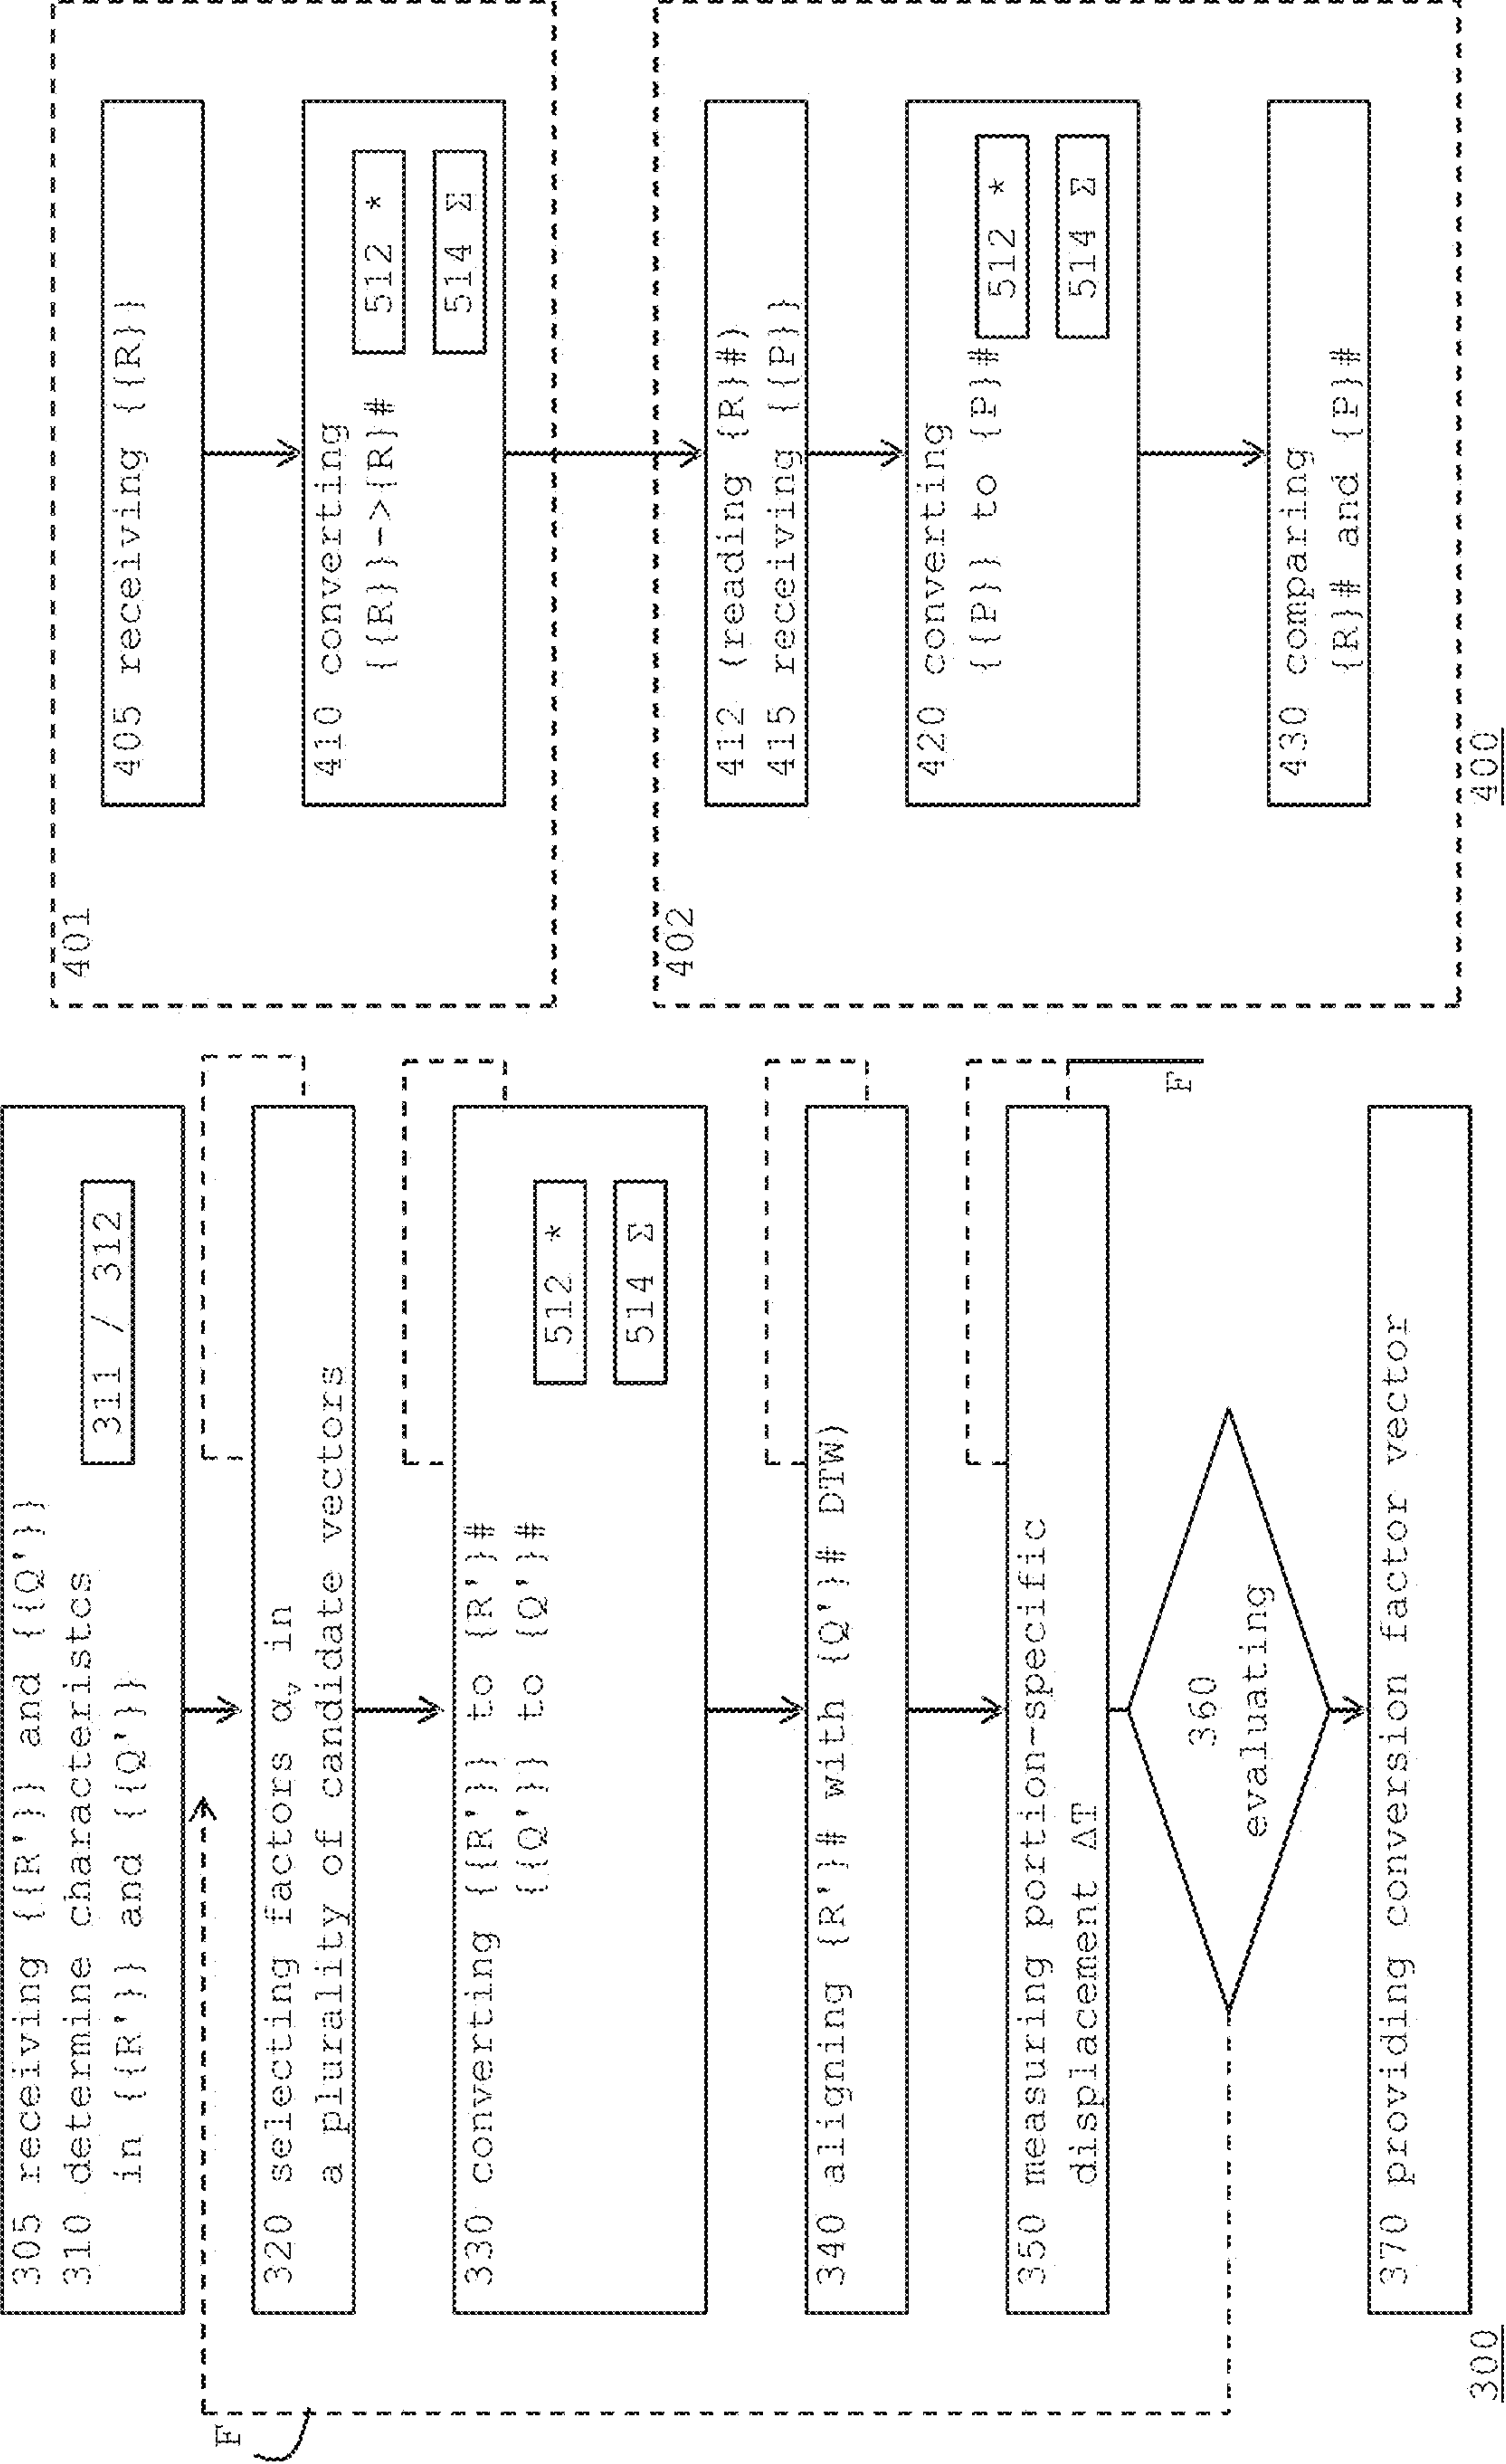 305 receiving {{R'}} and {{Q'}}
310 determine characteristcs
in {{R'}} and {{Q'}}
311 / 312
320 selecting factors αv in
a plurality of candidate vectors
330 converting {{R'}} to {R'}#
{{Q'}} to {Q'}#
512 *
514 Σ
340 aligning {R'}# with {Q'}# DTW)
350 measuring portion-specific
displacement ΔT
F
360
evaluating
F
370 providing conversion factor vector
300
401
405 receiving {{R}}
410 converting
{{R}}->{R}#
512 *
514 Σ
402
412 (reading {R}#)
415 receiving {{P}}
420 converting
{{P}} to {P}#
512 *
514 Σ
430 comparing
{R}# and {P}#
400